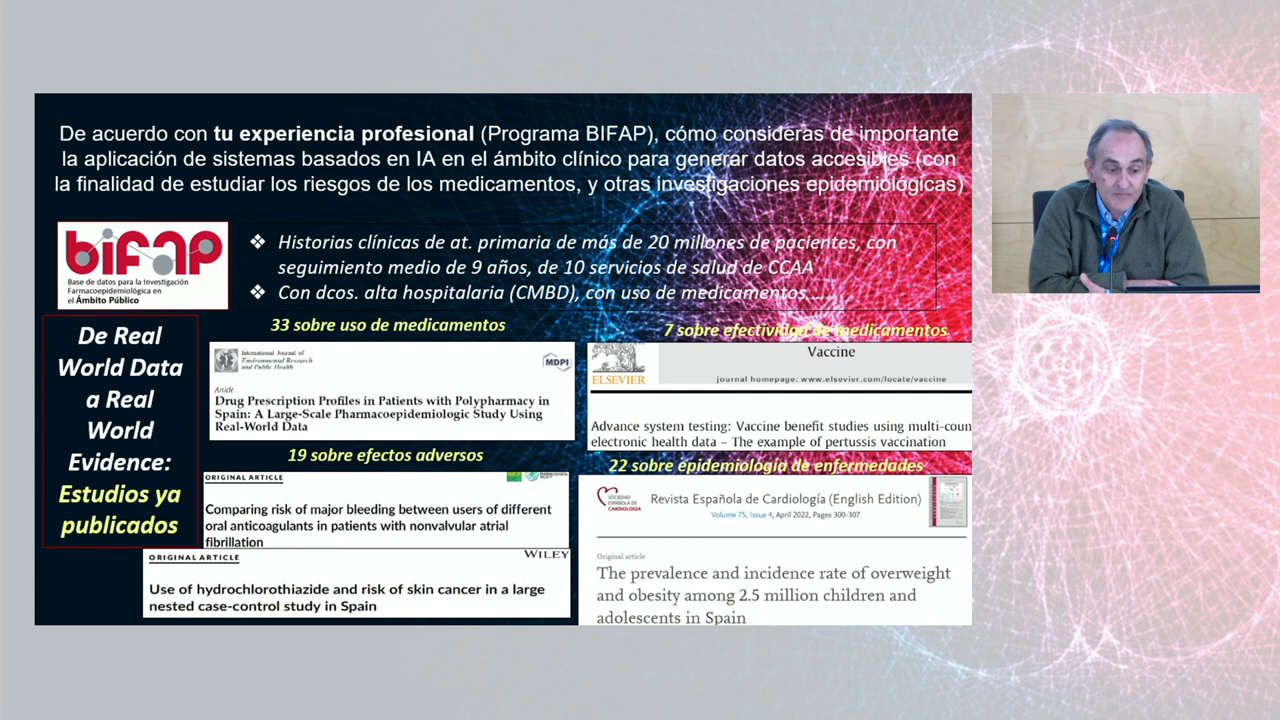 De acuerdo con tu experiencia profesional (Programa BIFAP), cómo consideras de importante
la aplicación de sistemas basados en IA en el ámbito clínico para generar datos accesibles (con
la finalidad de estudiar los riesgos de los medicamentos, y otras investigaciones epidemiológicas)
bifap
Base de datos para la Investigación
Farmacoepidemiológica en
el Ámbito Público
❖ Historias clínicas de at. primaria de más de 20 millones de pacientes, con
seguimiento medio de 9 años, de 10 servicios de salud de CCAA
❖ Con dcos. alta hospitalaria (CMBD), con uso de medicamentos……
De Real
World Data
a Real
World
Evidence:
Estudios ya
publicados
33 sobre uso de medicamentos
International Journal of
Environmental Research
and Public Health
MDPI
Article
Drug Prescription Profiles in Patients with Polypharmacy in
Spain: A Large-Scale Pharmacoepidemiologic Study Using
Real-World Data
7 sobre efectividad de medicamentos
ELSEVIER
Vaccine
journal homepage: www.elsevier.com/locate/vaccine
Advance system testing: Vaccine benefit studies using multi-coun
electronic health data – The example of pertussis vaccination
19 sobre efectos adversos
ORIGINAL ARTICLE
Comparing risk of major bleeding between users of different
oral anticoagulants in patients with nonvalvular atrial
fibrillation
ORIGINAL ARTICLE
WILEY
Use of hydrochlorothiazide and risk of skin cancer in a large
nested case-control study in Spain
22 sobre epidemiología de enfermedades
SOCIEDAD
ESPAÑOLA DE
CARDIOLOGÍA
Revista Española de Cardiología (English Edition)
Volume 75, Issue 4, April 2022, Pages 300-307
Original article
The prevalence and incidence rate of overweight
and obesity among 2.5 million children and
adolescents in Spain